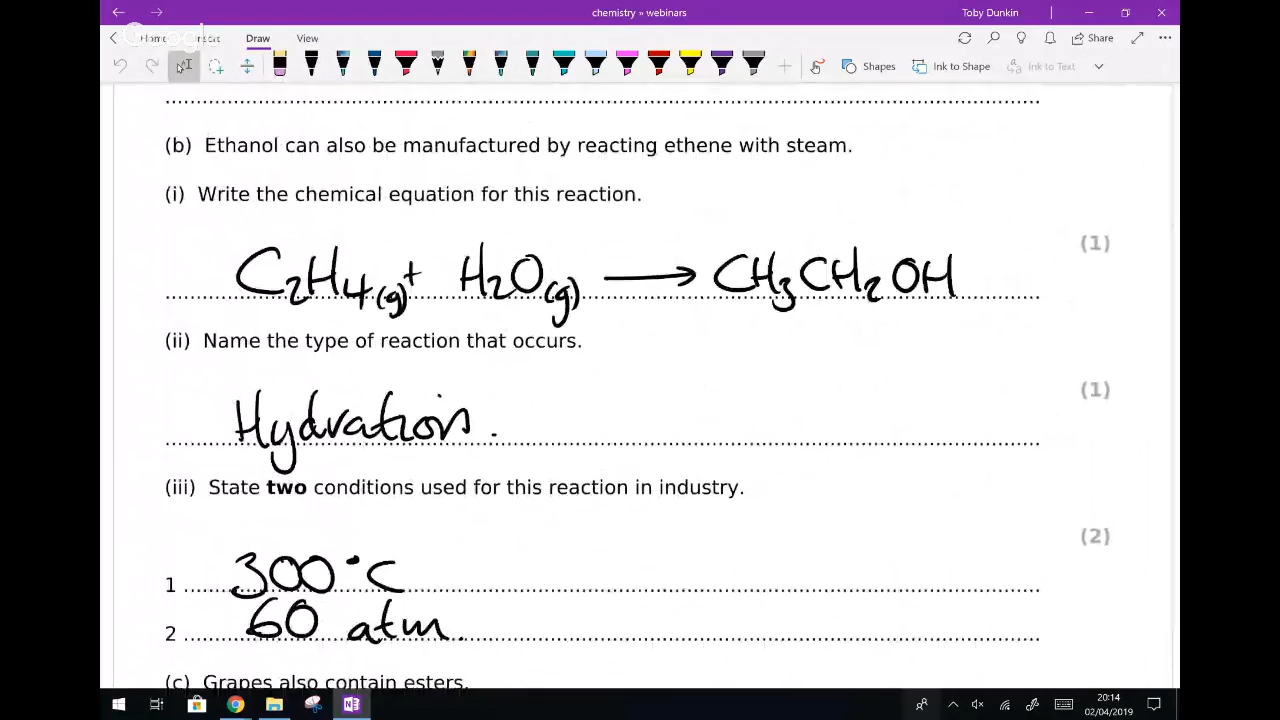 chemistry » webinars
Toby Dunkin
Home Insert Draw View
Share
Shapes Ink to Shape Ink to Text
(b) Ethanol can also be manufactured by reacting ethene with steam.
(i) Write the chemical equation for this reaction.
(1)
C₂H₄(g) + H₂O(g) → CH₃CH₂OH
(ii) Name the type of reaction that occurs.
(1)
Hydration.
(iii) State two conditions used for this reaction in industry.
(2)
1 300°C
2 60 atm.
(c) Grapes also contain esters.
20:14
02/04/2019